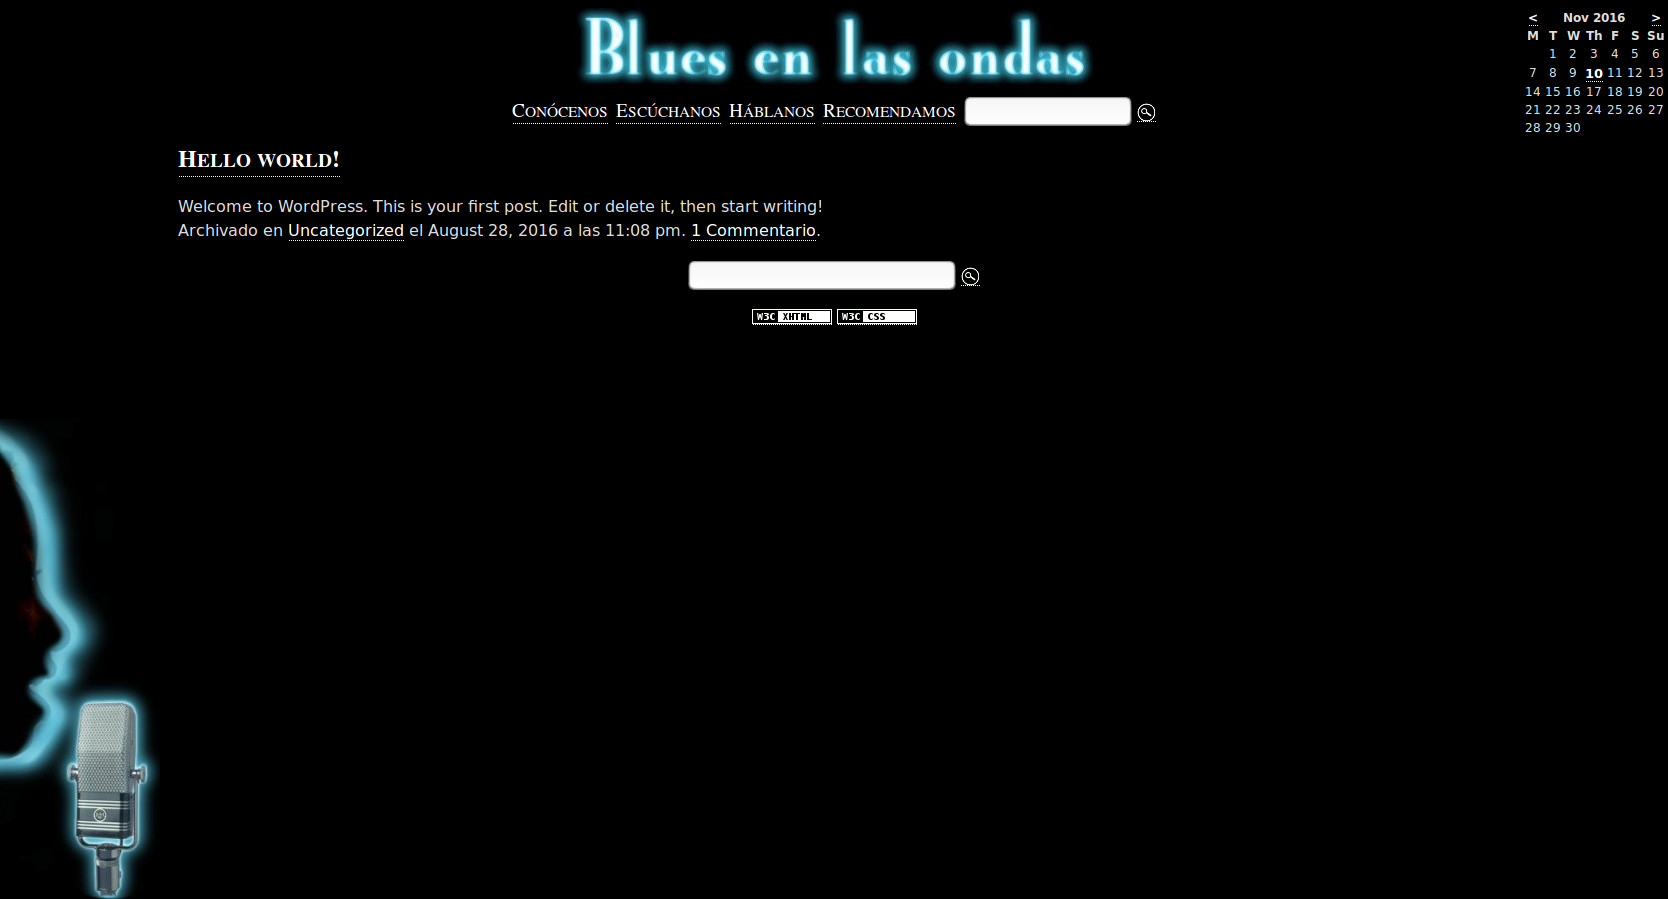 Blues en las ondas
< Nov 2016 >
M T W Th F S Su
1 2 3 4 5 6
7 8 9 10 11 12 13
14 15 16 17 18 19 20
21 22 23 24 25 26 27
28 29 30
Conócenos Escúchanos Háblanos Recomendamos
Hello world!
Welcome to WordPress. This is your first post. Edit or delete it, then start writing!
Archivado en Uncategorized el August 28, 2016 a las 11:08 pm. 1 Commentario.
W3C XHTML W3C CSS